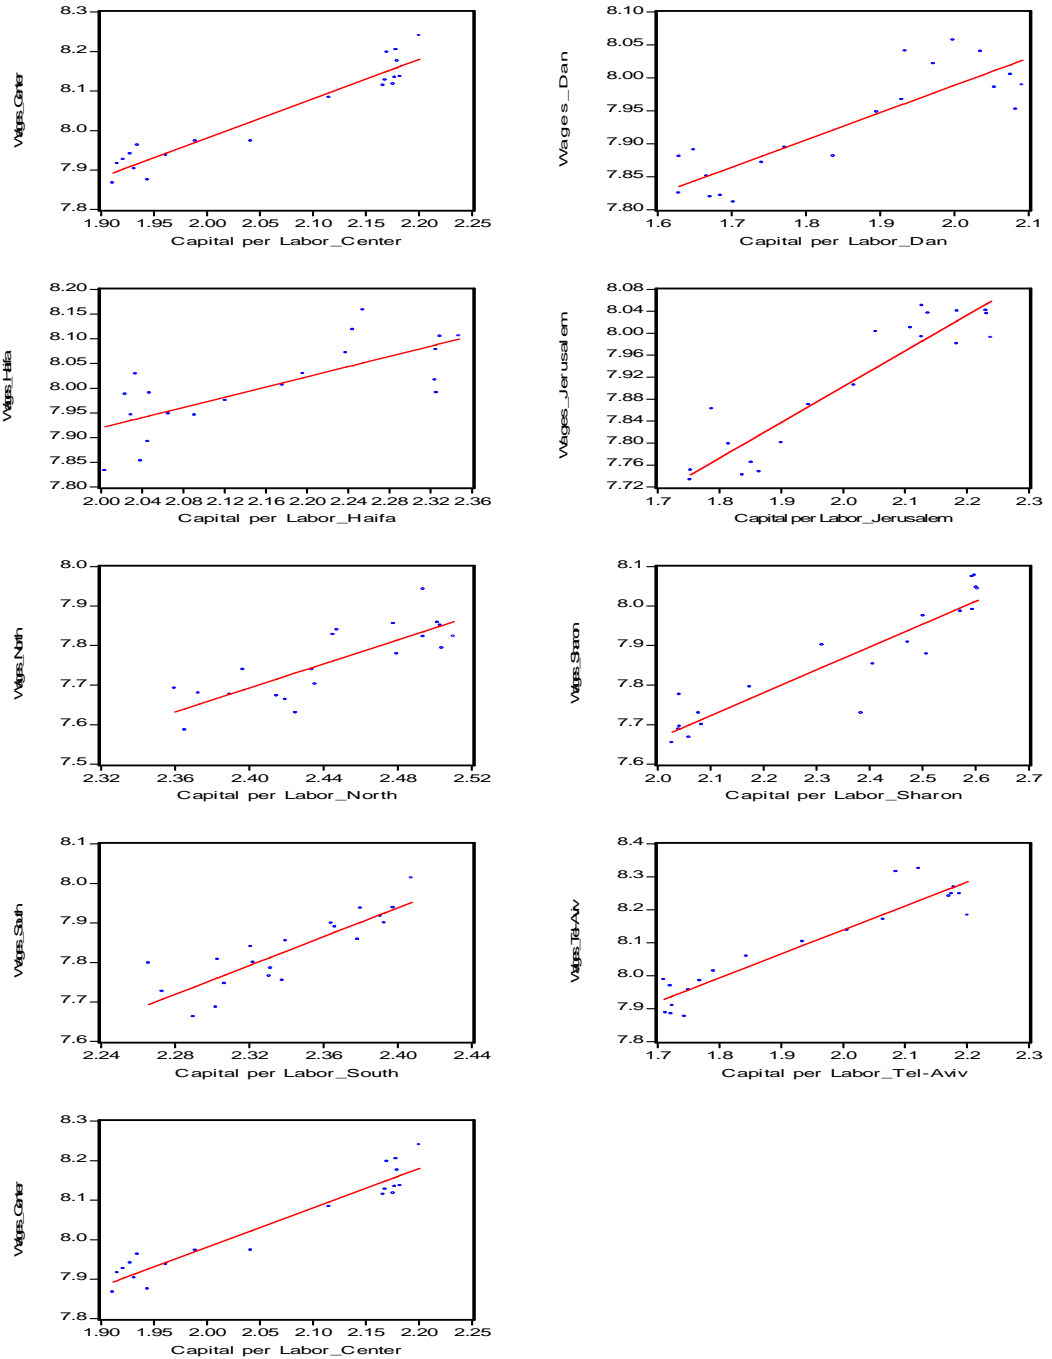 8.3
8.2
8.1
8.0
7.9
7.8
Wages_Center
1.90 1.95 2.00 2.05 2.10 2.15 2.20 2.25
Capital per Labor_Center
8.10
8.05
8.00
7.95
7.90
7.85
7.80
Wages_Dan
1.6 1.7 1.8 1.9 2.0 2.1
Capital per Labor_Dan
8.20
8.15
8.10
8.05
8.00
7.95
7.90
7.85
7.80
Wages_Haifa
2.00 2.04 2.08 2.12 2.16 2.20 2.24 2.28 2.32 2.36
Capital per Labor_Haifa
8.08
8.04
8.00
7.96
7.92
7.88
7.84
7.80
7.76
7.72
Wages_Jerusalem
1.7 1.8 1.9 2.0 2.1 2.2 2.3
Capital per Labor_Jerusalem
8.0
7.9
7.8
7.7
7.6
7.5
Wages_North
2.32 2.36 2.40 2.44 2.48 2.52
Capital per Labor_North
8.1
8.0
7.9
7.8
7.7
7.6
Wages_Sharon
2.0 2.1 2.2 2.3 2.4 2.5 2.6 2.7
Capital per Labor_Sharon
8.1
8.0
7.9
7.8
7.7
7.6
Wages_South
2.24 2.28 2.32 2.36 2.40 2.44
Capital per Labor_South
8.4
8.3
8.2
8.1
8.0
7.9
7.8
Wages_Tel-Aviv
1.7 1.8 1.9 2.0 2.1 2.2 2.3
Capital per Labor_Tel-Aviv
8.3
8.2
8.1
8.0
7.9
7.8
Wages_Center
1.90 1.95 2.00 2.05 2.10 2.15 2.20 2.25
Capital per Labor_Center